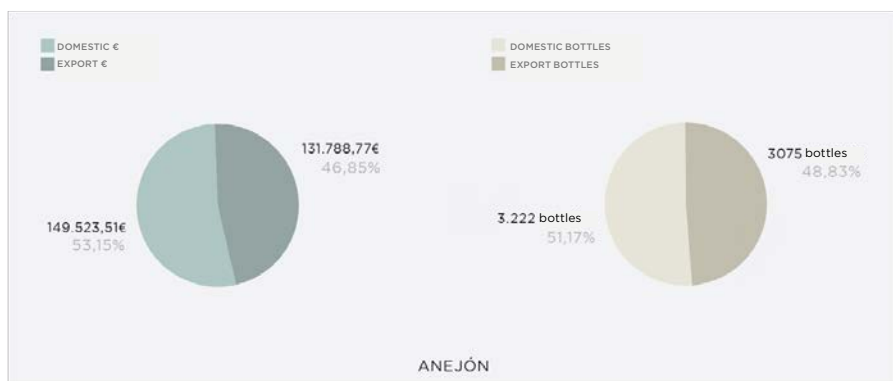 DOMESTIC €
EXPORT €
DOMESTIC BOTTLES
EXPORT BOTTLES
131.788,77€
46,85%
149.523,51€
53,15%
3075 bottles
48,83%
3.222 bottles
51,17%
ANEJÓN